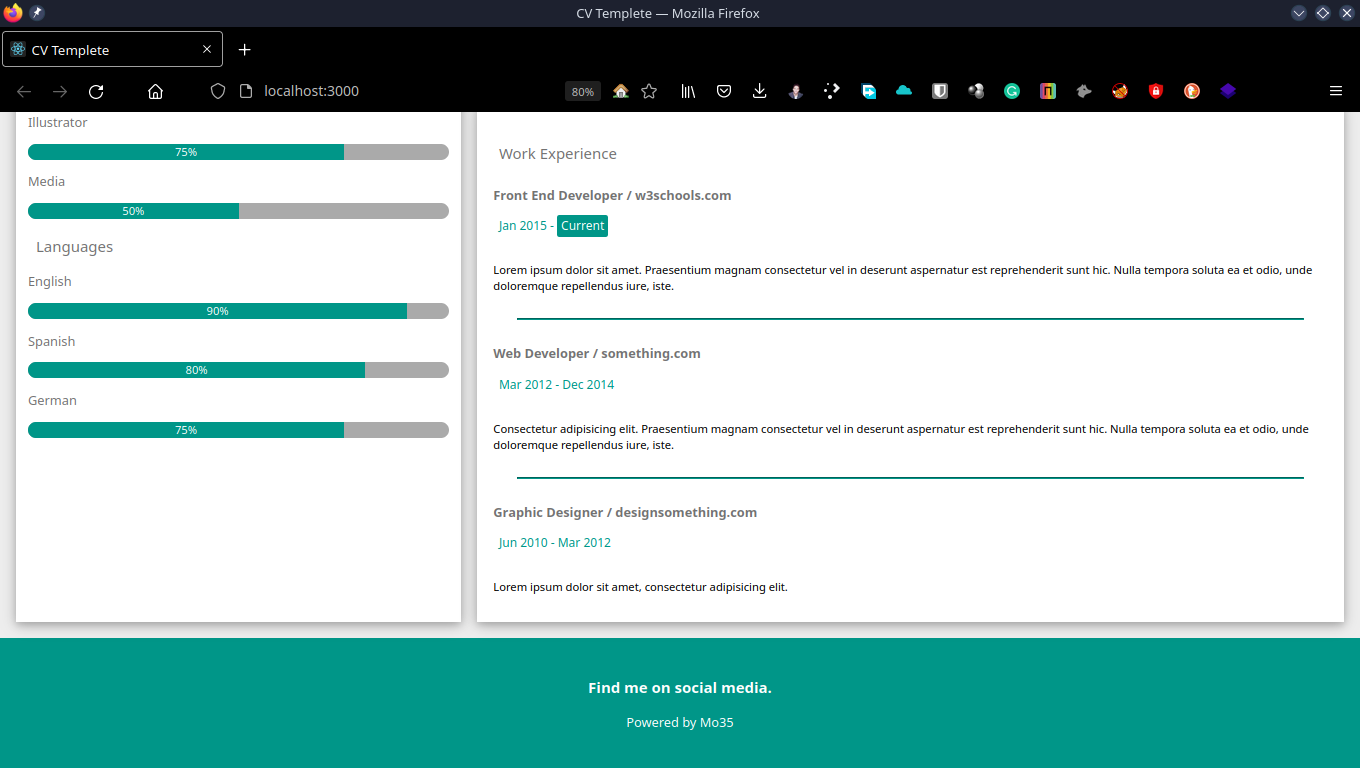 CV Templete — Mozilla Firefox
CV Templete
localhost:3000
80%
Illustrator
75%
Media
50%
Languages
English
90%
Spanish
80%
German
75%
Work Experience
Front End Developer / w3schools.com
Jan 2015 - Current
Lorem ipsum dolor sit amet. Praesentium magnam consectetur vel in deserunt aspernatur est reprehenderit sunt hic. Nulla tempora soluta ea et odio, unde
doloremque repellendus iure, iste.
Web Developer / something.com
Mar 2012 - Dec 2014
Consectetur adipisicing elit. Praesentium magnam consectetur vel in deserunt aspernatur est reprehenderit sunt hic. Nulla tempora soluta ea et odio, unde
doloremque repellendus iure, iste.
Graphic Designer / designsomething.com
Jun 2010 - Mar 2012
Lorem ipsum dolor sit amet, consectetur adipisicing elit.
Find me on social media.
Powered by Mo35